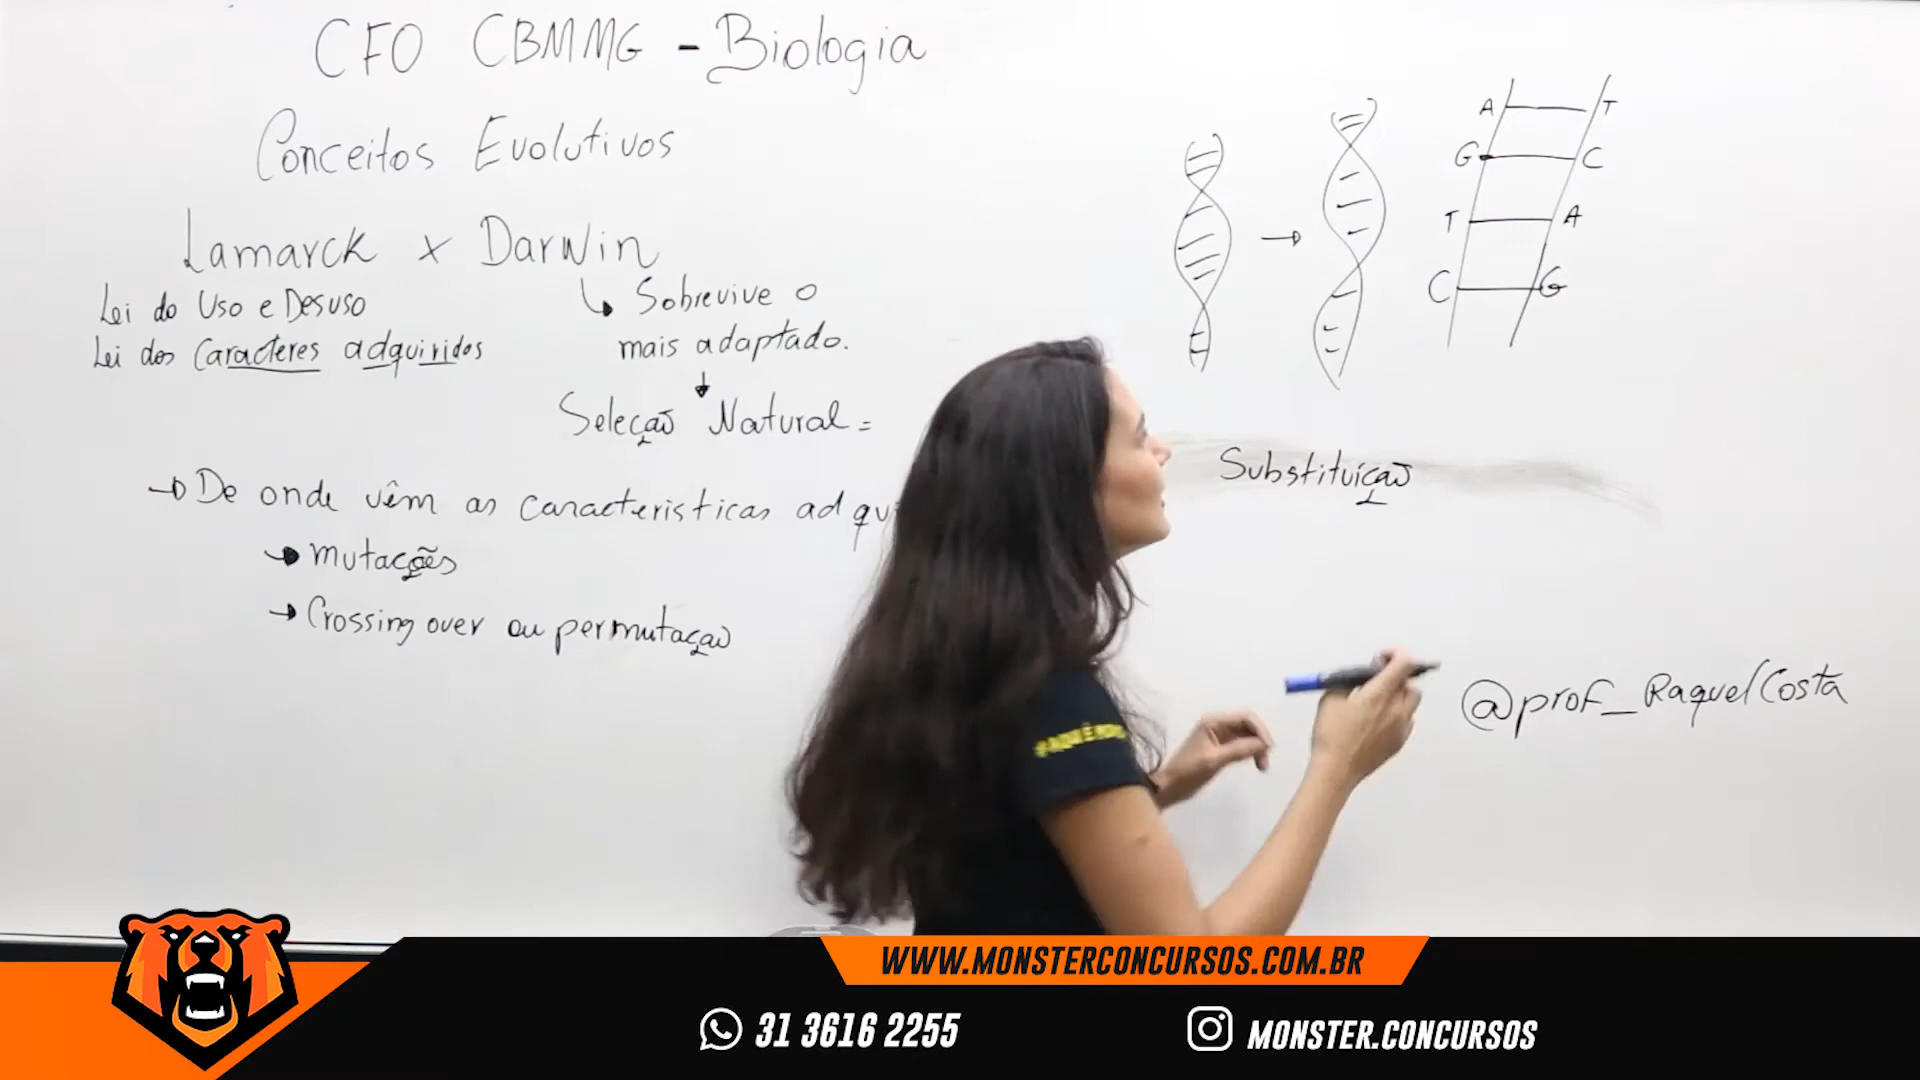 CFO CBMMG - Biologia
Conceitos Evolutivos
Lamarck x Darwin
Lei do Uso e Desuso
Lei dos Caracteres adquiridos
Sobrevive o
mais adaptado.
Seleção Natural =
De onde vêm as caracteristicas adqu
mutações
Crossing over ou permutação
A T
G C
T A
C G
Substituição
@prof_RaquelCosta
WWW.MONSTERCONCURSOS.COM.BR
31 3616 2255
MONSTER.CONCURSOS